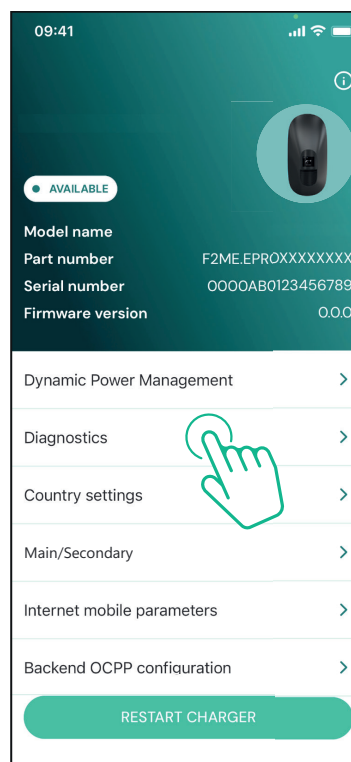 09:41
AVAILABLE
Model name
Part number F2ME.EPROXXXXXXXX
Serial number 0000AB0123456789
Firmware version 0.0.0
Dynamic Power Management
Diagnostics
Country settings
Main/Secondary
Internet mobile parameters
Backend OCPP configuration
RESTART CHARGER